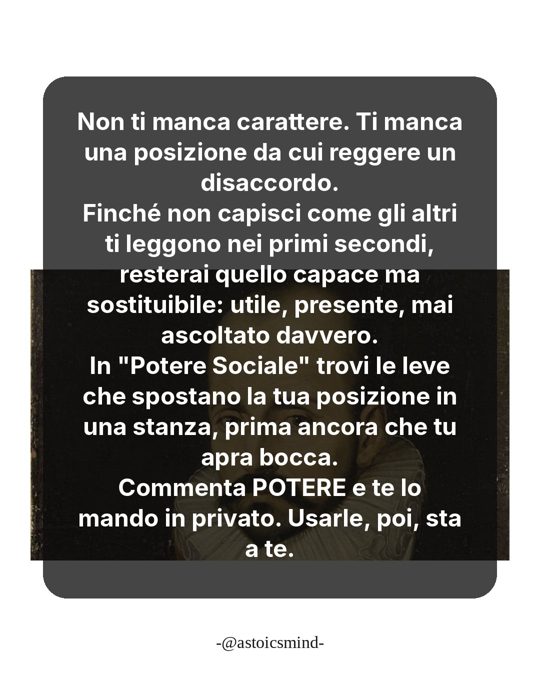 Non ti manca carattere. Ti manca
una posizione da cui reggere un
disaccordo.
Finché non capisci come gli altri
ti leggono nei primi secondi,
resterai quello capace ma
sostituibile: utile, presente, mai
ascoltato davvero.
In "Potere Sociale" trovi le leve
che spostano la tua posizione in
una stanza, prima ancora che tu
apra bocca.
Commenta POTERE e te lo
mando in privato. Usarle, poi, sta
a te.
-@astoicsmind-